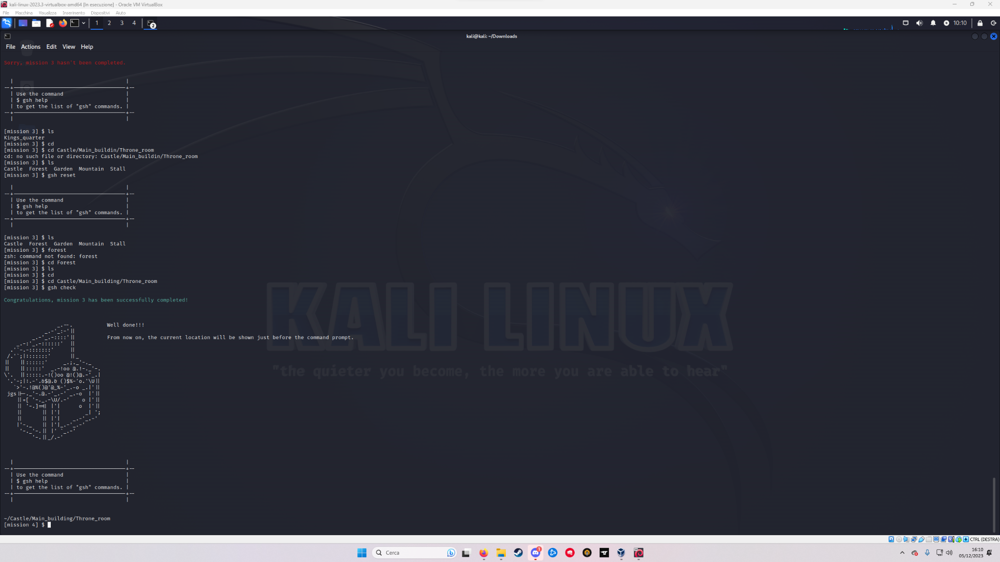 kali-linux-2023.3-virtualbox-amd64 [In esecuzione] - Oracle VM VirtualBox
File Macchina Visualizza Inserimento Dispositivi Aiuto
1 2 3 4 2 10:10
kali@kali: ~/Downloads
File Actions Edit View Help
Sorry, mission 3 hasn't been completed.
Use the command
$ gsh help
to get the list of "gsh" commands.
[mission 3] $ ls
Kings_quarter
[mission 3] $ cd
[mission 3] $ cd Castle/Main_buildin/Throne_room
cd: no such file or directory: Castle/Main_buildin/Throne_room
[mission 3] $ ls
Castle Forest Garden Mountain Stall
[mission 3] $ gsh reset
Use the command
$ gsh help
to get the list of "gsh" commands.
[mission 3] $ ls
Castle Forest Garden Mountain Stall
[mission 3] $ forest
zsh: command not found: forest
[mission 3] $ cd Forest
[mission 3] $ ls
[mission 3] $ cd
[mission 3] $ cd Castle/Main_building/Throne_room
[mission 3] $ gsh check
Congratulations, mission 3 has been successfully completed!
Well done!!!
From now on, the current location will be shown just before the command prompt.
jgs
KALI LINUX
"the quieter you become, the more you are able to hear"
Use the command
$ gsh help
to get the list of "gsh" commands.
~/Castle/Main_building/Throne_room
[mission 4] $
CTRL (DESTRA)
Cerca
1
16:10
05/12/2023